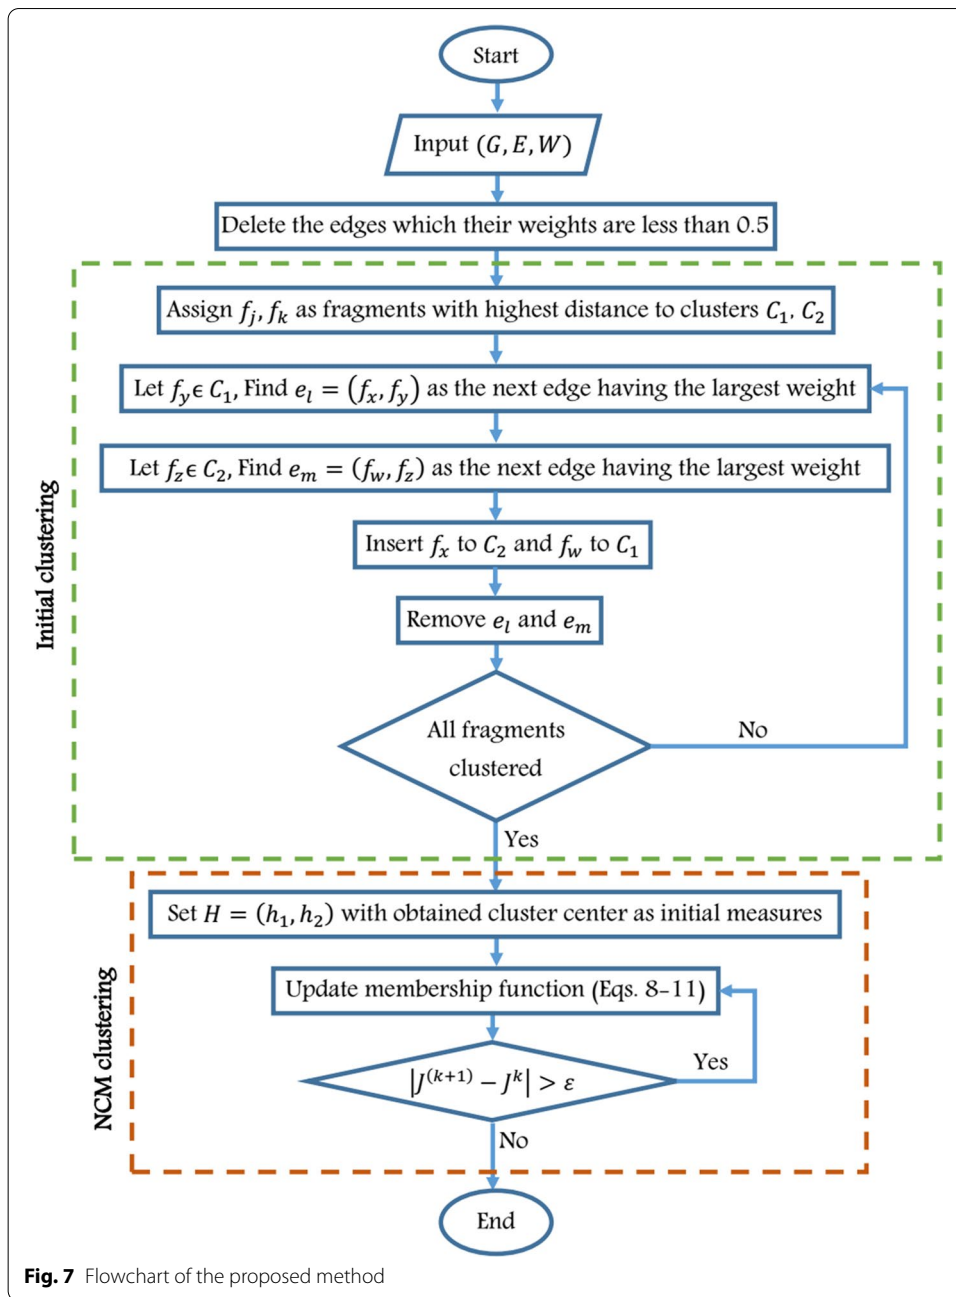 Start
Input (G, E, W)
Delete the edges which their weights are less than 0.5
Assign f_j, f_k as fragments with highest distance to clusters C_1, C_2
Let f_y ϵ C_1, Find e_l = (f_x, f_y) as the next edge having the largest weight
Let f_z ϵ C_2, Find e_m = (f_w, f_z) as the next edge having the largest weight
Insert f_x to C_2 and f_w to C_1
Remove e_l and e_m
All fragments
clustered
No
Yes
Initial clustering
Set H = (h_1, h_2) with obtained cluster center as initial measures
Update membership function (Eqs. 8-11)
|J^(k+1) − J^k| > ε
Yes
No
NCM clustering
End
Fig. 7 Flowchart of the proposed method